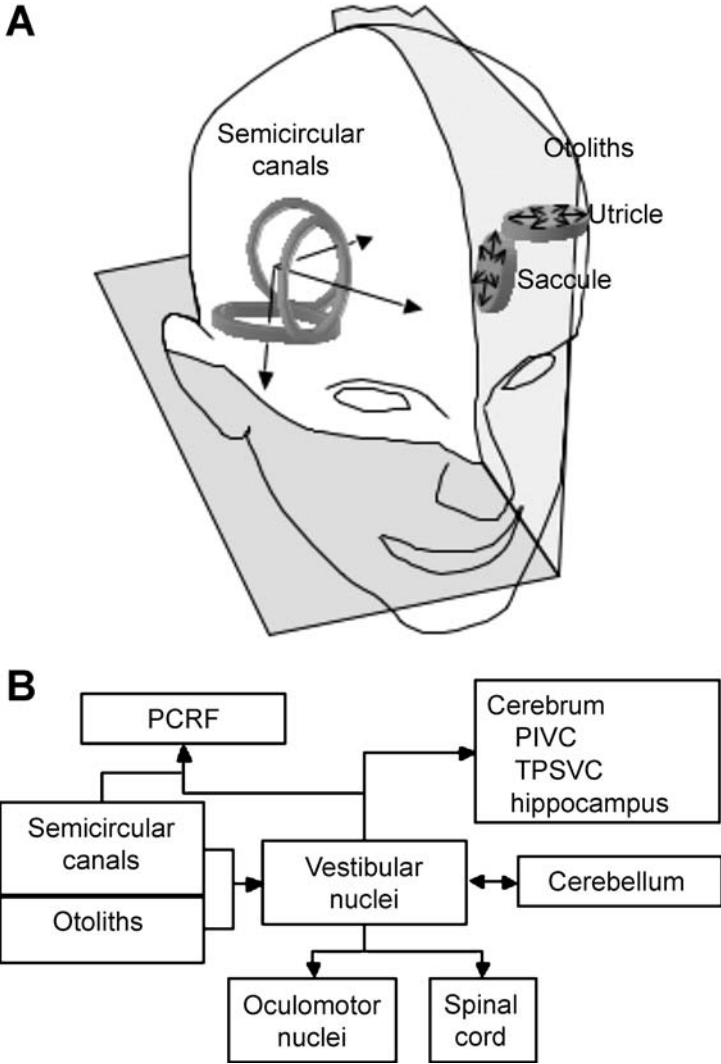 A
Semicircular
canals
Otoliths
Utricle
Saccule
B
PCRF
Cerebrum
PIVC
TPSVC
hippocampus
Semicircular
canals
Vestibular
nuclei
Cerebellum
Otoliths
Oculomotor
nuclei
Spinal
cord